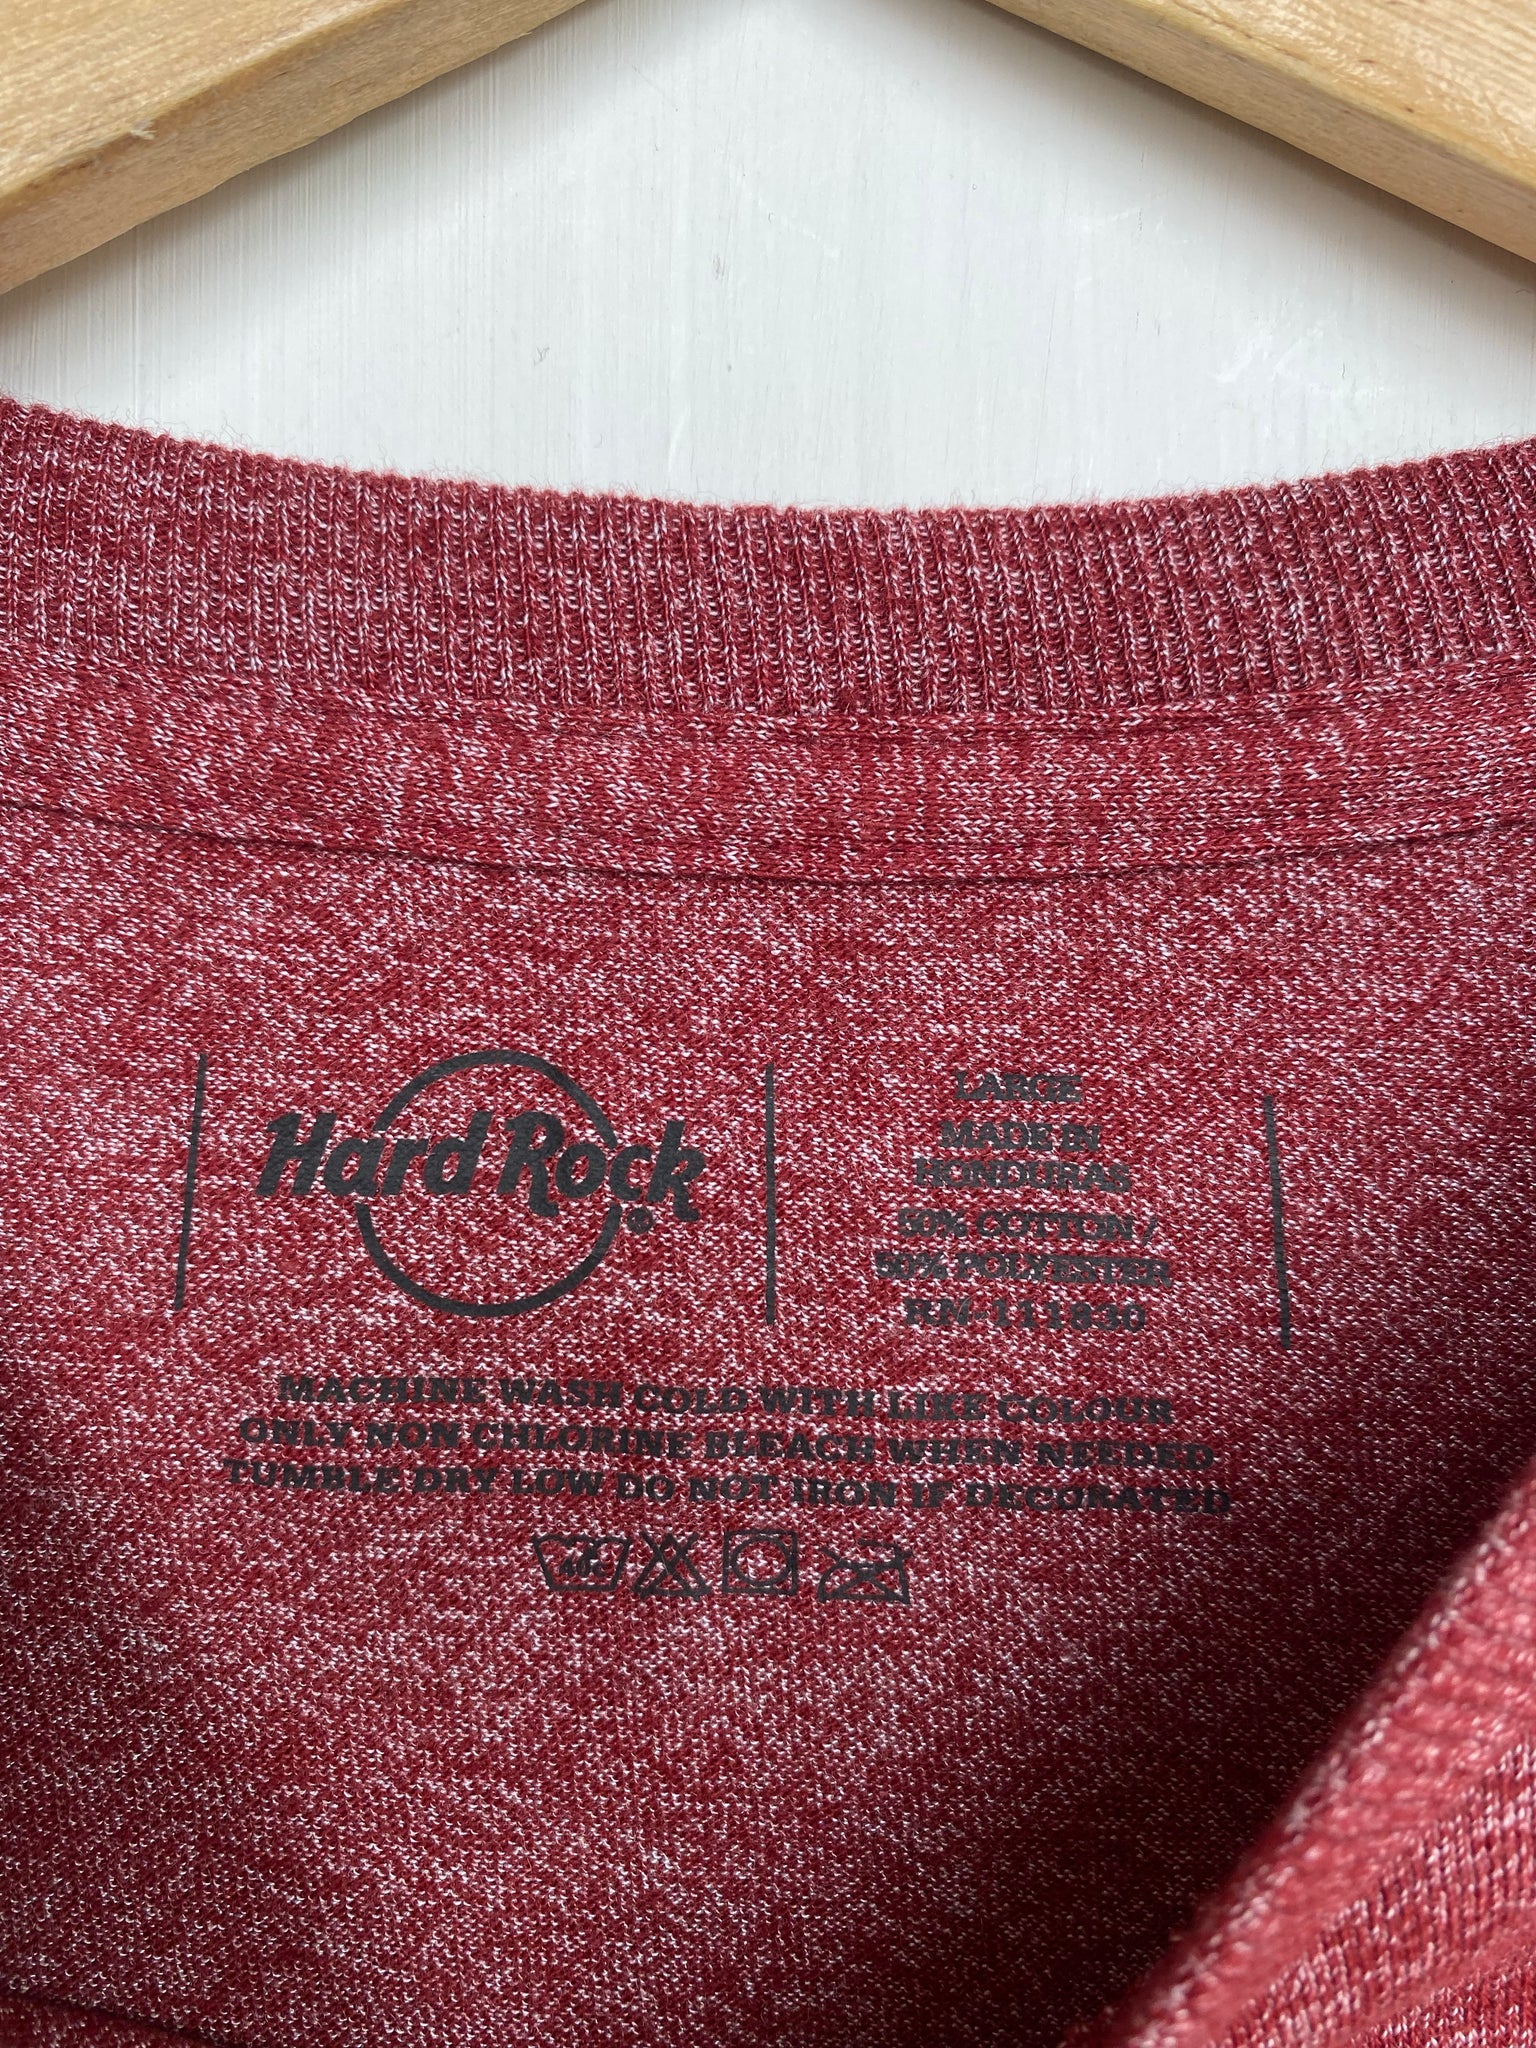 Hard Rock®
LARGE
MADE IN
HONDURAS
50% COTTON /
50% POLYESTER
RN-111830
MACHINE WASH COLD WITH LIKE COLOUR
ONLY NON CHLORINE BLEACH WHEN NEEDED
TUMBLE DRY LOW DO NOT IRON IF DECORATED
40c